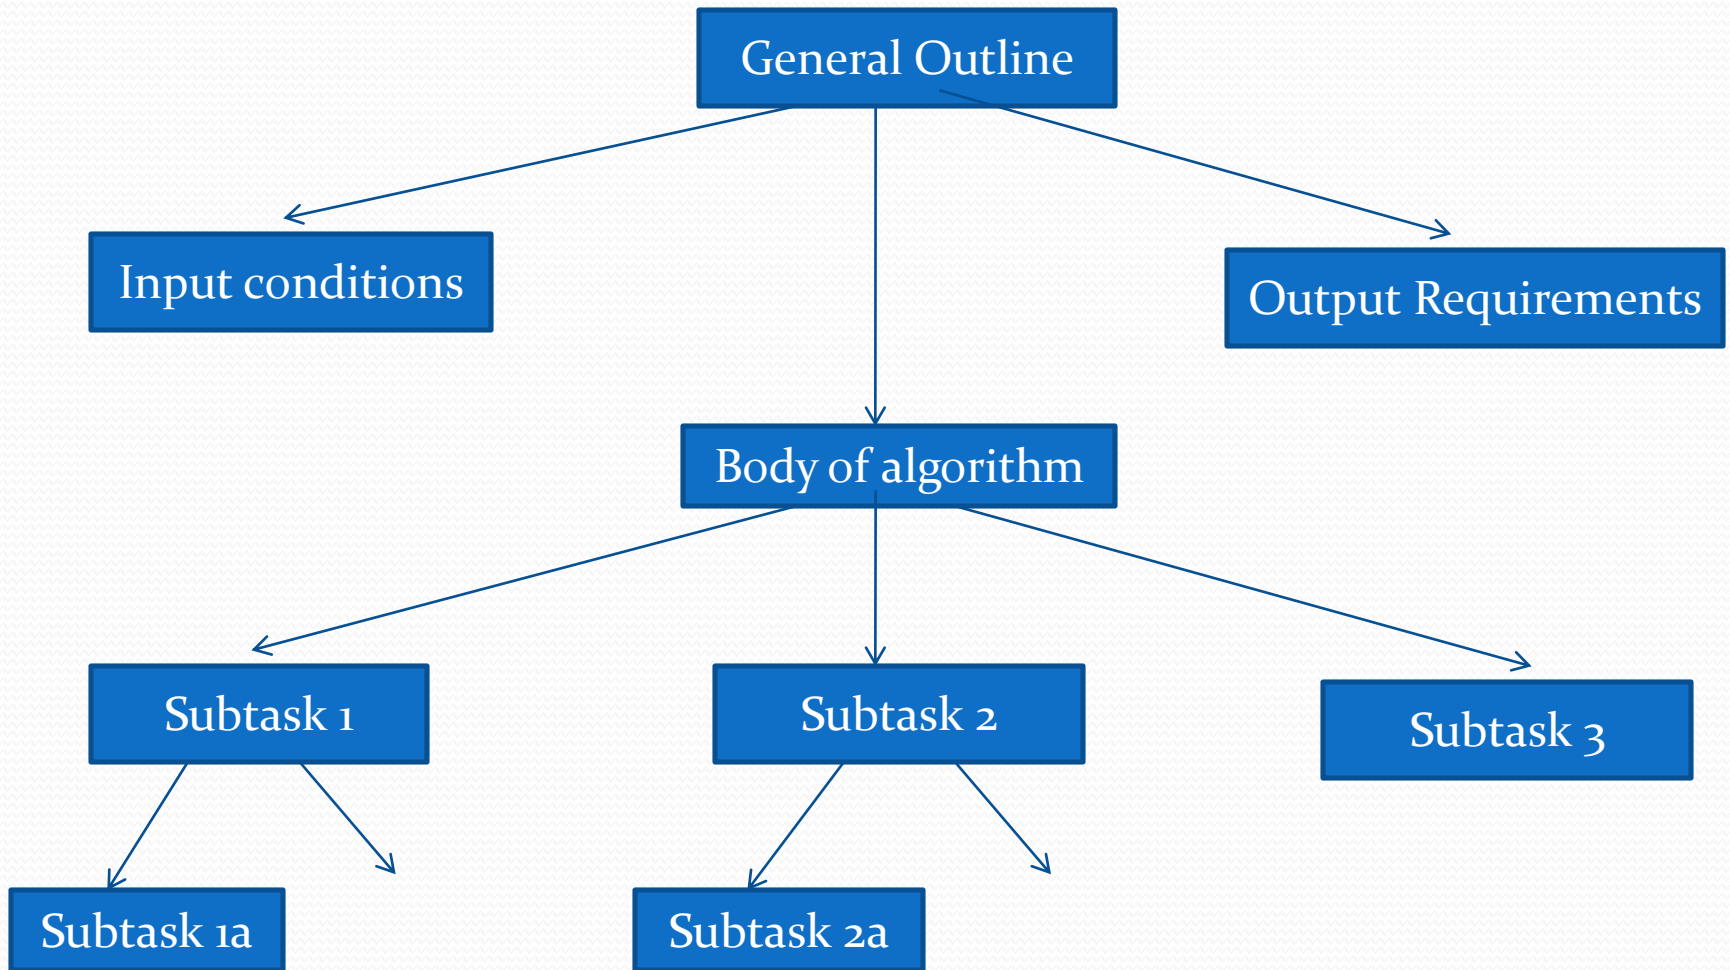 General Outline
Input conditions
Output Requirements
Body of algorithm
Subtask 1
Subtask 2
Subtask 3
Subtask 1a
Subtask 2a